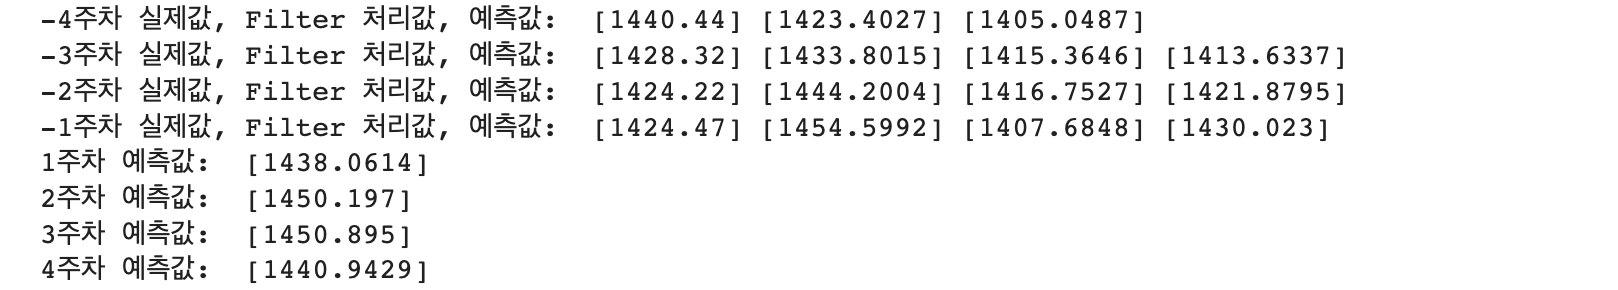 -4주차 실제값, Filter 처리값, 예측값:  [1440.44] [1423.4027] [1405.0487]
-3주차 실제값, Filter 처리값, 예측값:  [1428.32] [1433.8015] [1415.3646] [1413.6337]
-2주차 실제값, Filter 처리값, 예측값:  [1424.22] [1444.2004] [1416.7527] [1421.8795]
-1주차 실제값, Filter 처리값, 예측값:  [1424.47] [1454.5992] [1407.6848] [1430.023]
1주차 예측값:  [1438.0614]
2주차 예측값:  [1450.197]
3주차 예측값:  [1450.895]
4주차 예측값:  [1440.9429]